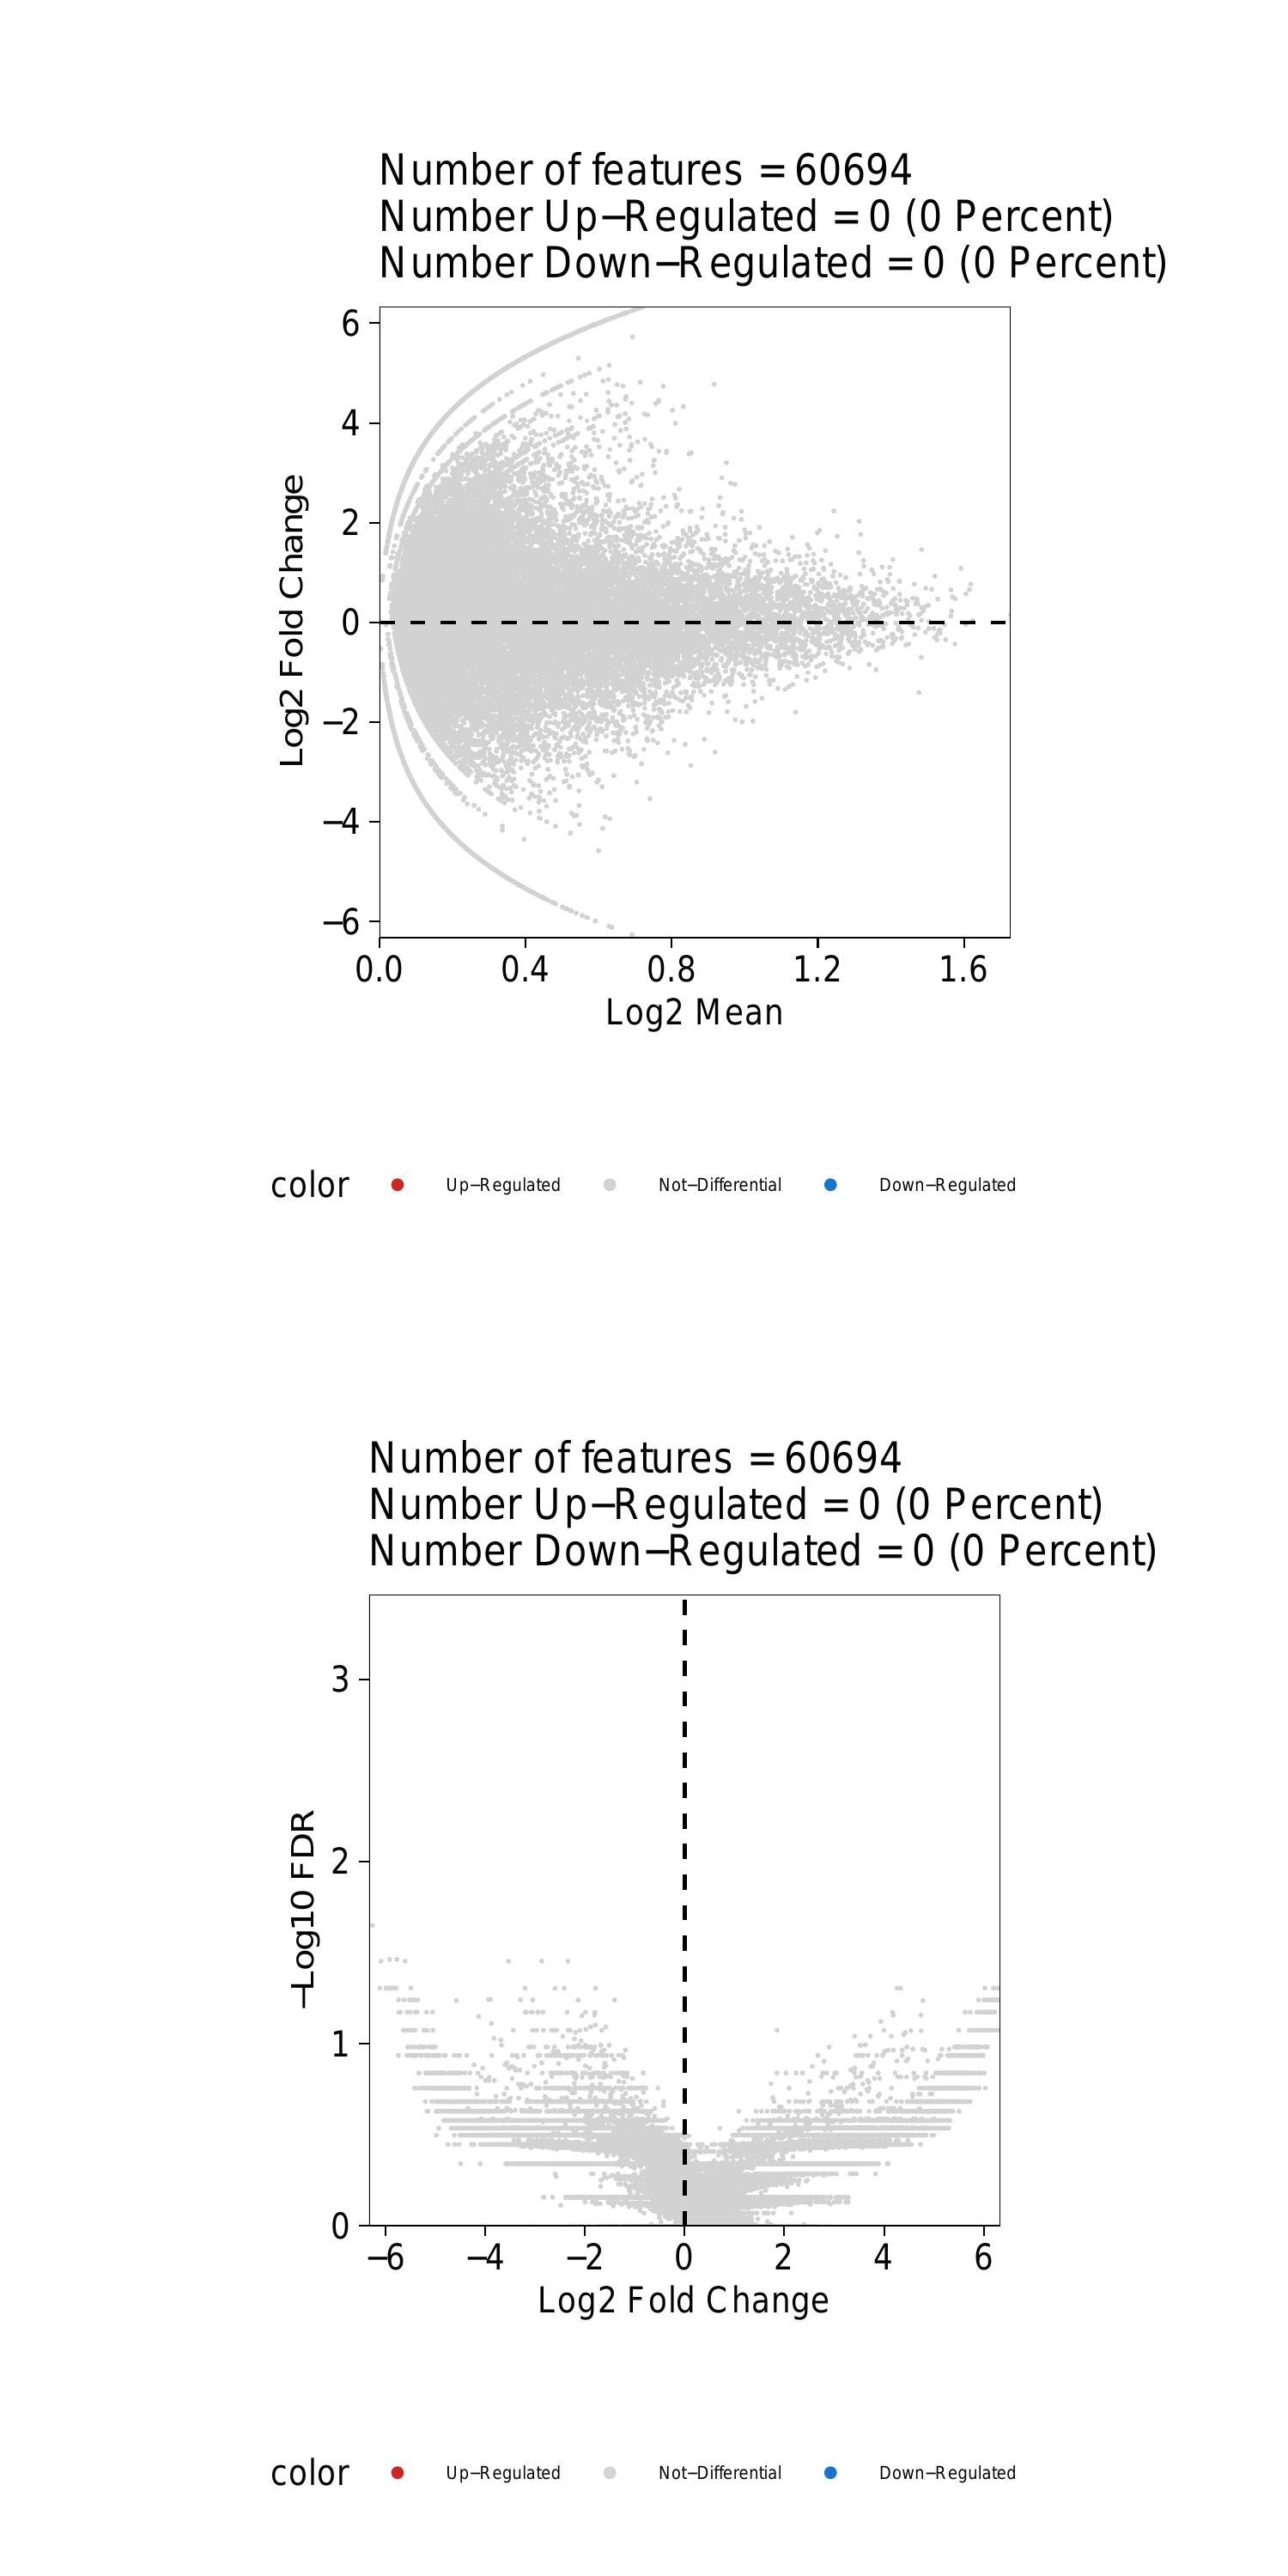 Number of features = 60694
Number Up−Regulated = 0 (0 Percent)
Number Down−Regulated = 0 (0 Percent)
6
4
2
0
−2
−4
−6
Log2 Fold Change
0.0 0.4 0.8 1.2 1.6
Log2 Mean
color Up−Regulated Not−Differential Down−Regulated
Number of features = 60694
Number Up−Regulated = 0 (0 Percent)
Number Down−Regulated = 0 (0 Percent)
3
2
1
0
−Log10 FDR
−6 −4 −2 0 2 4 6
Log2 Fold Change
color Up−Regulated Not−Differential Down−Regulated